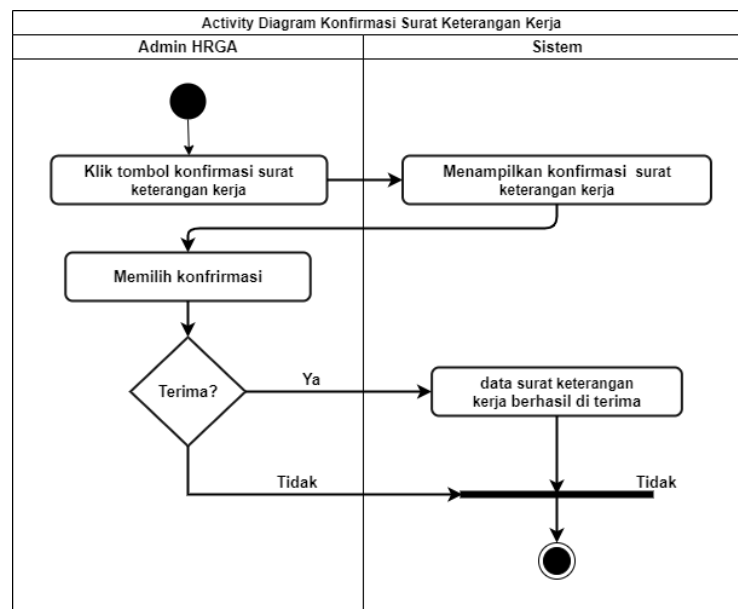 Activity Diagram Konfirmasi Surat Keterangan Kerja
Admin HRGA
Sistem
Klik tombol konfirmasi surat
keterangan kerja
Menampilkan konfirmasi surat
keterangan kerja
Memilih konfrirmasi
Terima?
Ya
data surat keterangan
kerja berhasil di terima
Tidak
Tidak